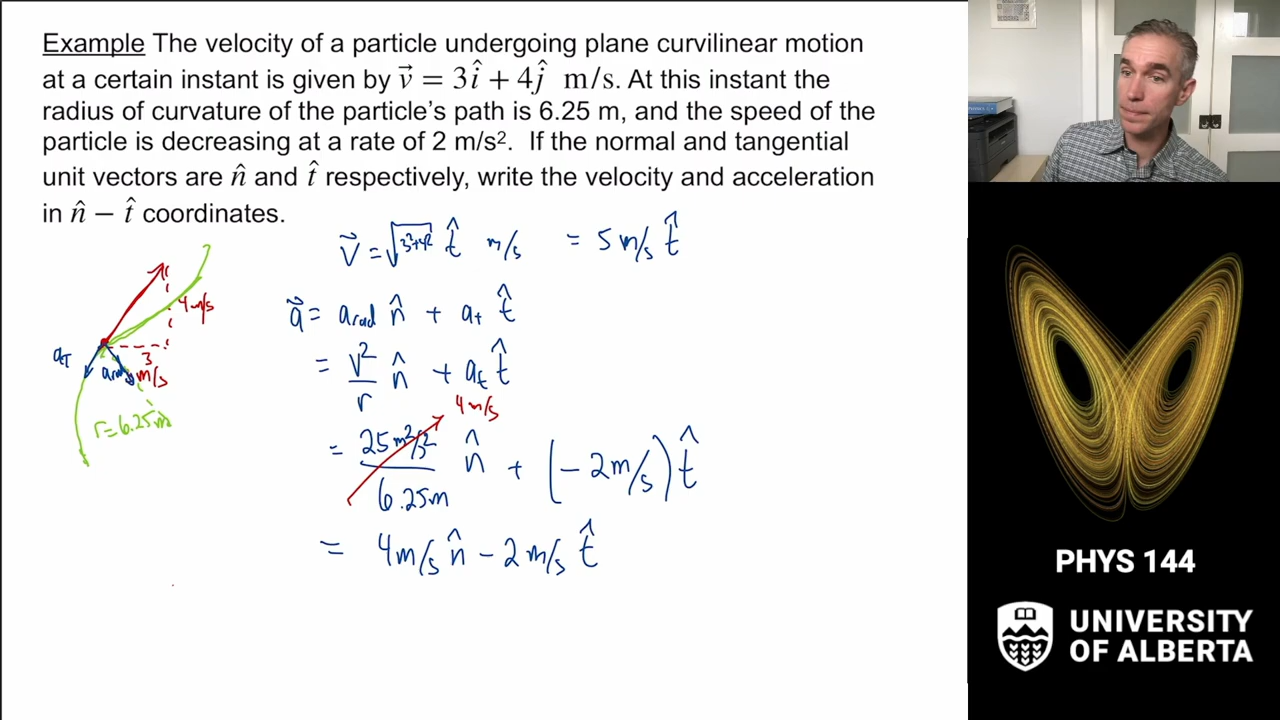 Example The velocity of a particle undergoing plane curvilinear motion
at a certain instant is given by v⃗ = 3î + 4ĵ m/s. At this instant the
radius of curvature of the particle's path is 6.25 m, and the speed of the
particle is decreasing at a rate of 2 m/s². If the normal and tangential
unit vectors are n̂ and t̂ respectively, write the velocity and acceleration
in n̂ − t̂ coordinates.
v⃗ = √3²+4² t̂ m/s = 5 m/s t̂
a⃗ = a_rad n̂ + a_t t̂
= v²/r n̂ + a_t t̂
4 m/s
= 25 m²/s² / 6.25m n̂ + (− 2 m/s) t̂
= 4 m/s n̂ − 2 m/s t̂
4 m/s
3 m/s
a_T
a_rad
r = 6.25 m
PHYS 144
UNIVERSITY
OF ALBERTA